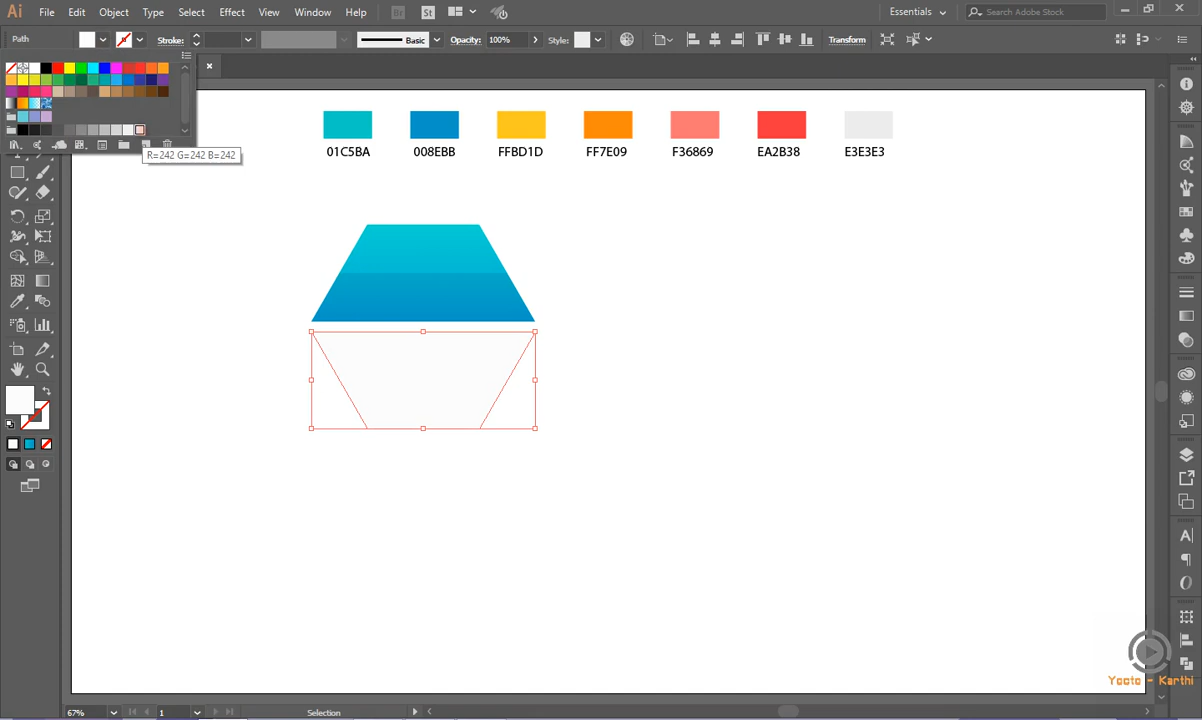 Ai File Edit Object Type Select Effect View Window Help Br St Essentials Search Adobe Stock
Path Stroke: Basic Opacity: 100% Style: Transform
R=242 G=242 B=242
01C5BA 008EBB FFBD1D FF7E09 F36869 EA2B38 E3E3E3
Yooto - Karthi
67% 1 Selection